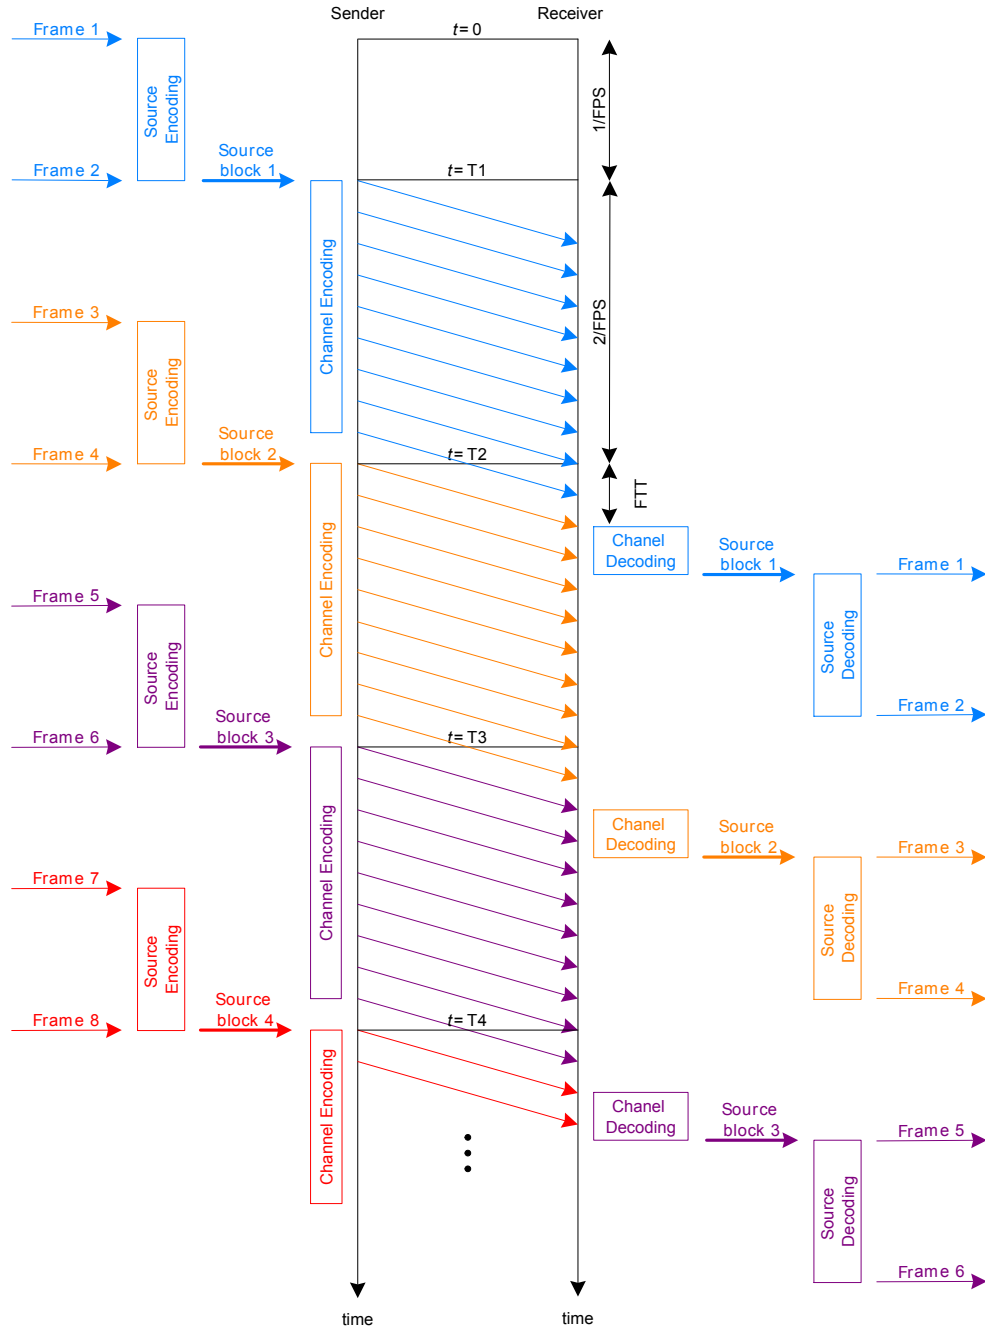 Sender
Receiver
Frame 1
t = 0
Source
Encoding
1/FPS
Frame 2
Source
block 1
t = T1
Channel Encoding
2/FPS
Frame 3
Source
Encoding
Frame 4
Source
block 2
t = T2
FTT
Channel Encoding
Chanel
Decoding
Source
block 1
Frame 1
Frame 5
Source
Encoding
Source
Decoding
Frame 2
Frame 6
Source
block 3
t = T3
Channel Encoding
Chanel
Decoding
Source
block 2
Frame 3
Frame 7
Source
Encoding
Source
Decoding
Frame 4
Frame 8
Source
block 4
t = T4
Channel Encoding
Chanel
Decoding
Source
block 3
Frame 5
Source
Decoding
Frame 6
time
time